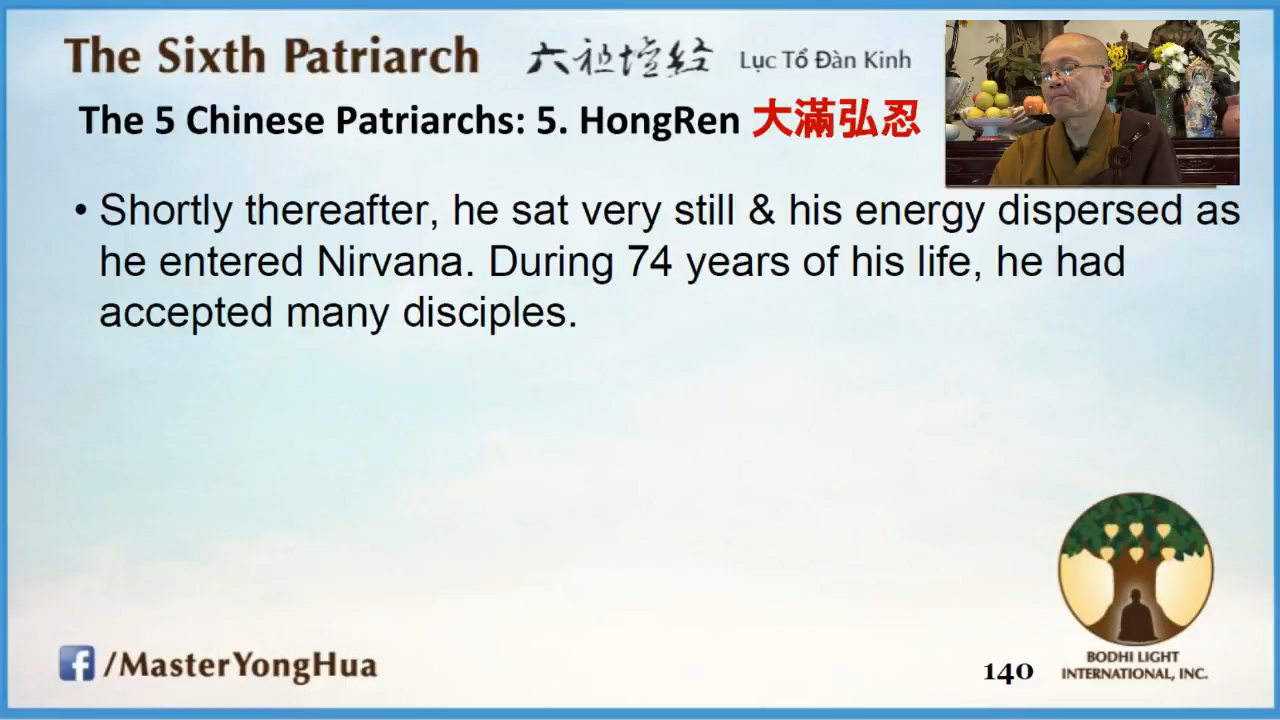 The Sixth Patriarch 六祖壇經 Lục Tổ Đàn Kinh
The 5 Chinese Patriarchs: 5. HongRen 大滿弘忍
• Shortly thereafter, he sat very still & his energy dispersed as
he entered Nirvana. During 74 years of his life, he had
accepted many disciples.
f /MasterYongHua
140
BODHI LIGHT
INTERNATIONAL, INC.